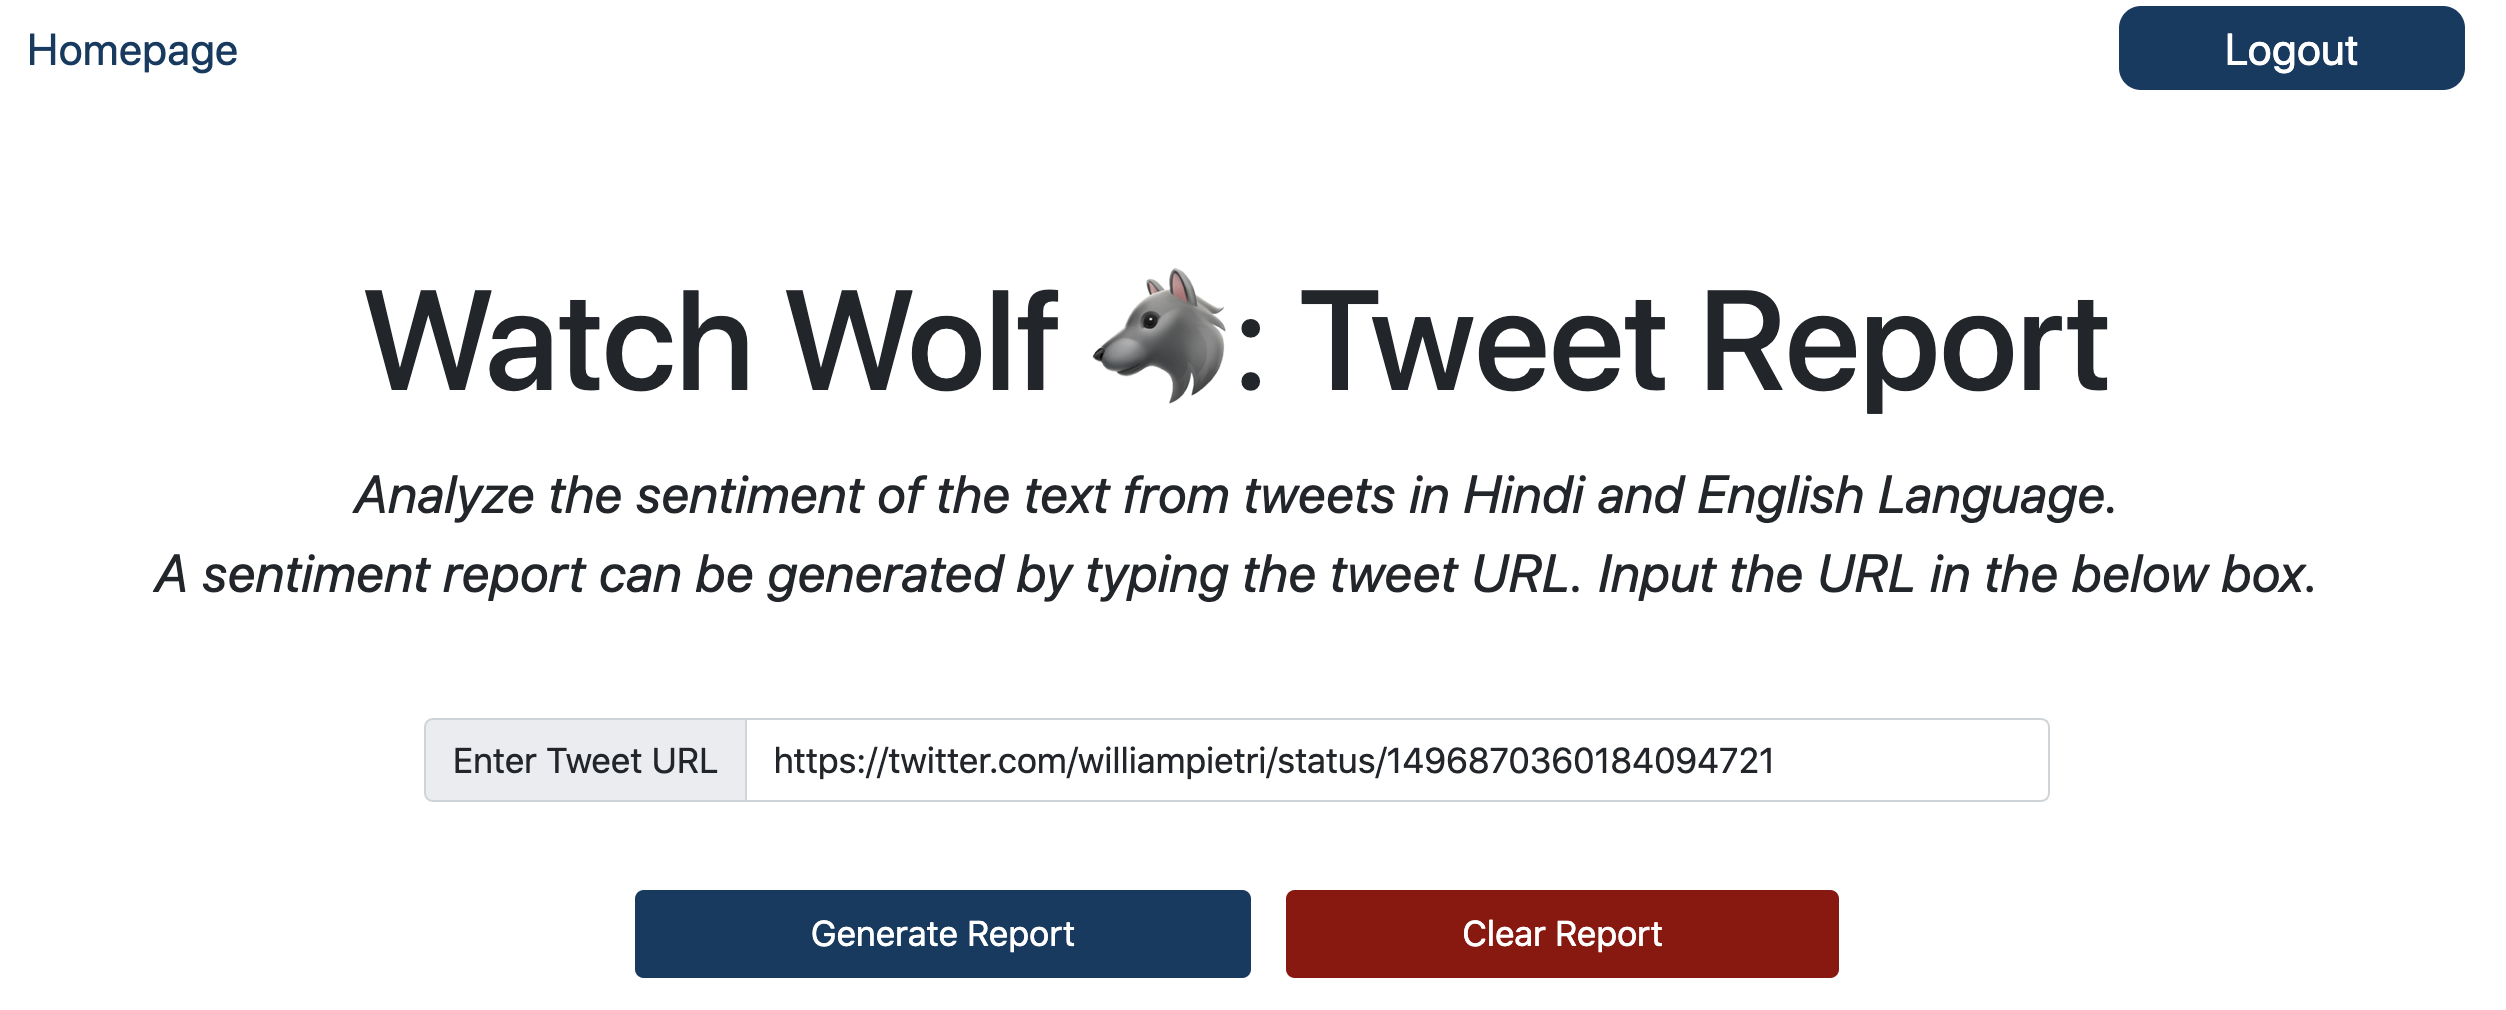 Homepage
Logout
Watch Wolf 🐺: Tweet Report
Analyze the sentiment of the text from tweets in Hindi and English Language.
A sentiment report can be generated by typing the tweet URL. Input the URL in the below box.
Enter Tweet URL https://twitter.com/williampietri/status/1496870360184094721
Generate Report Clear Report